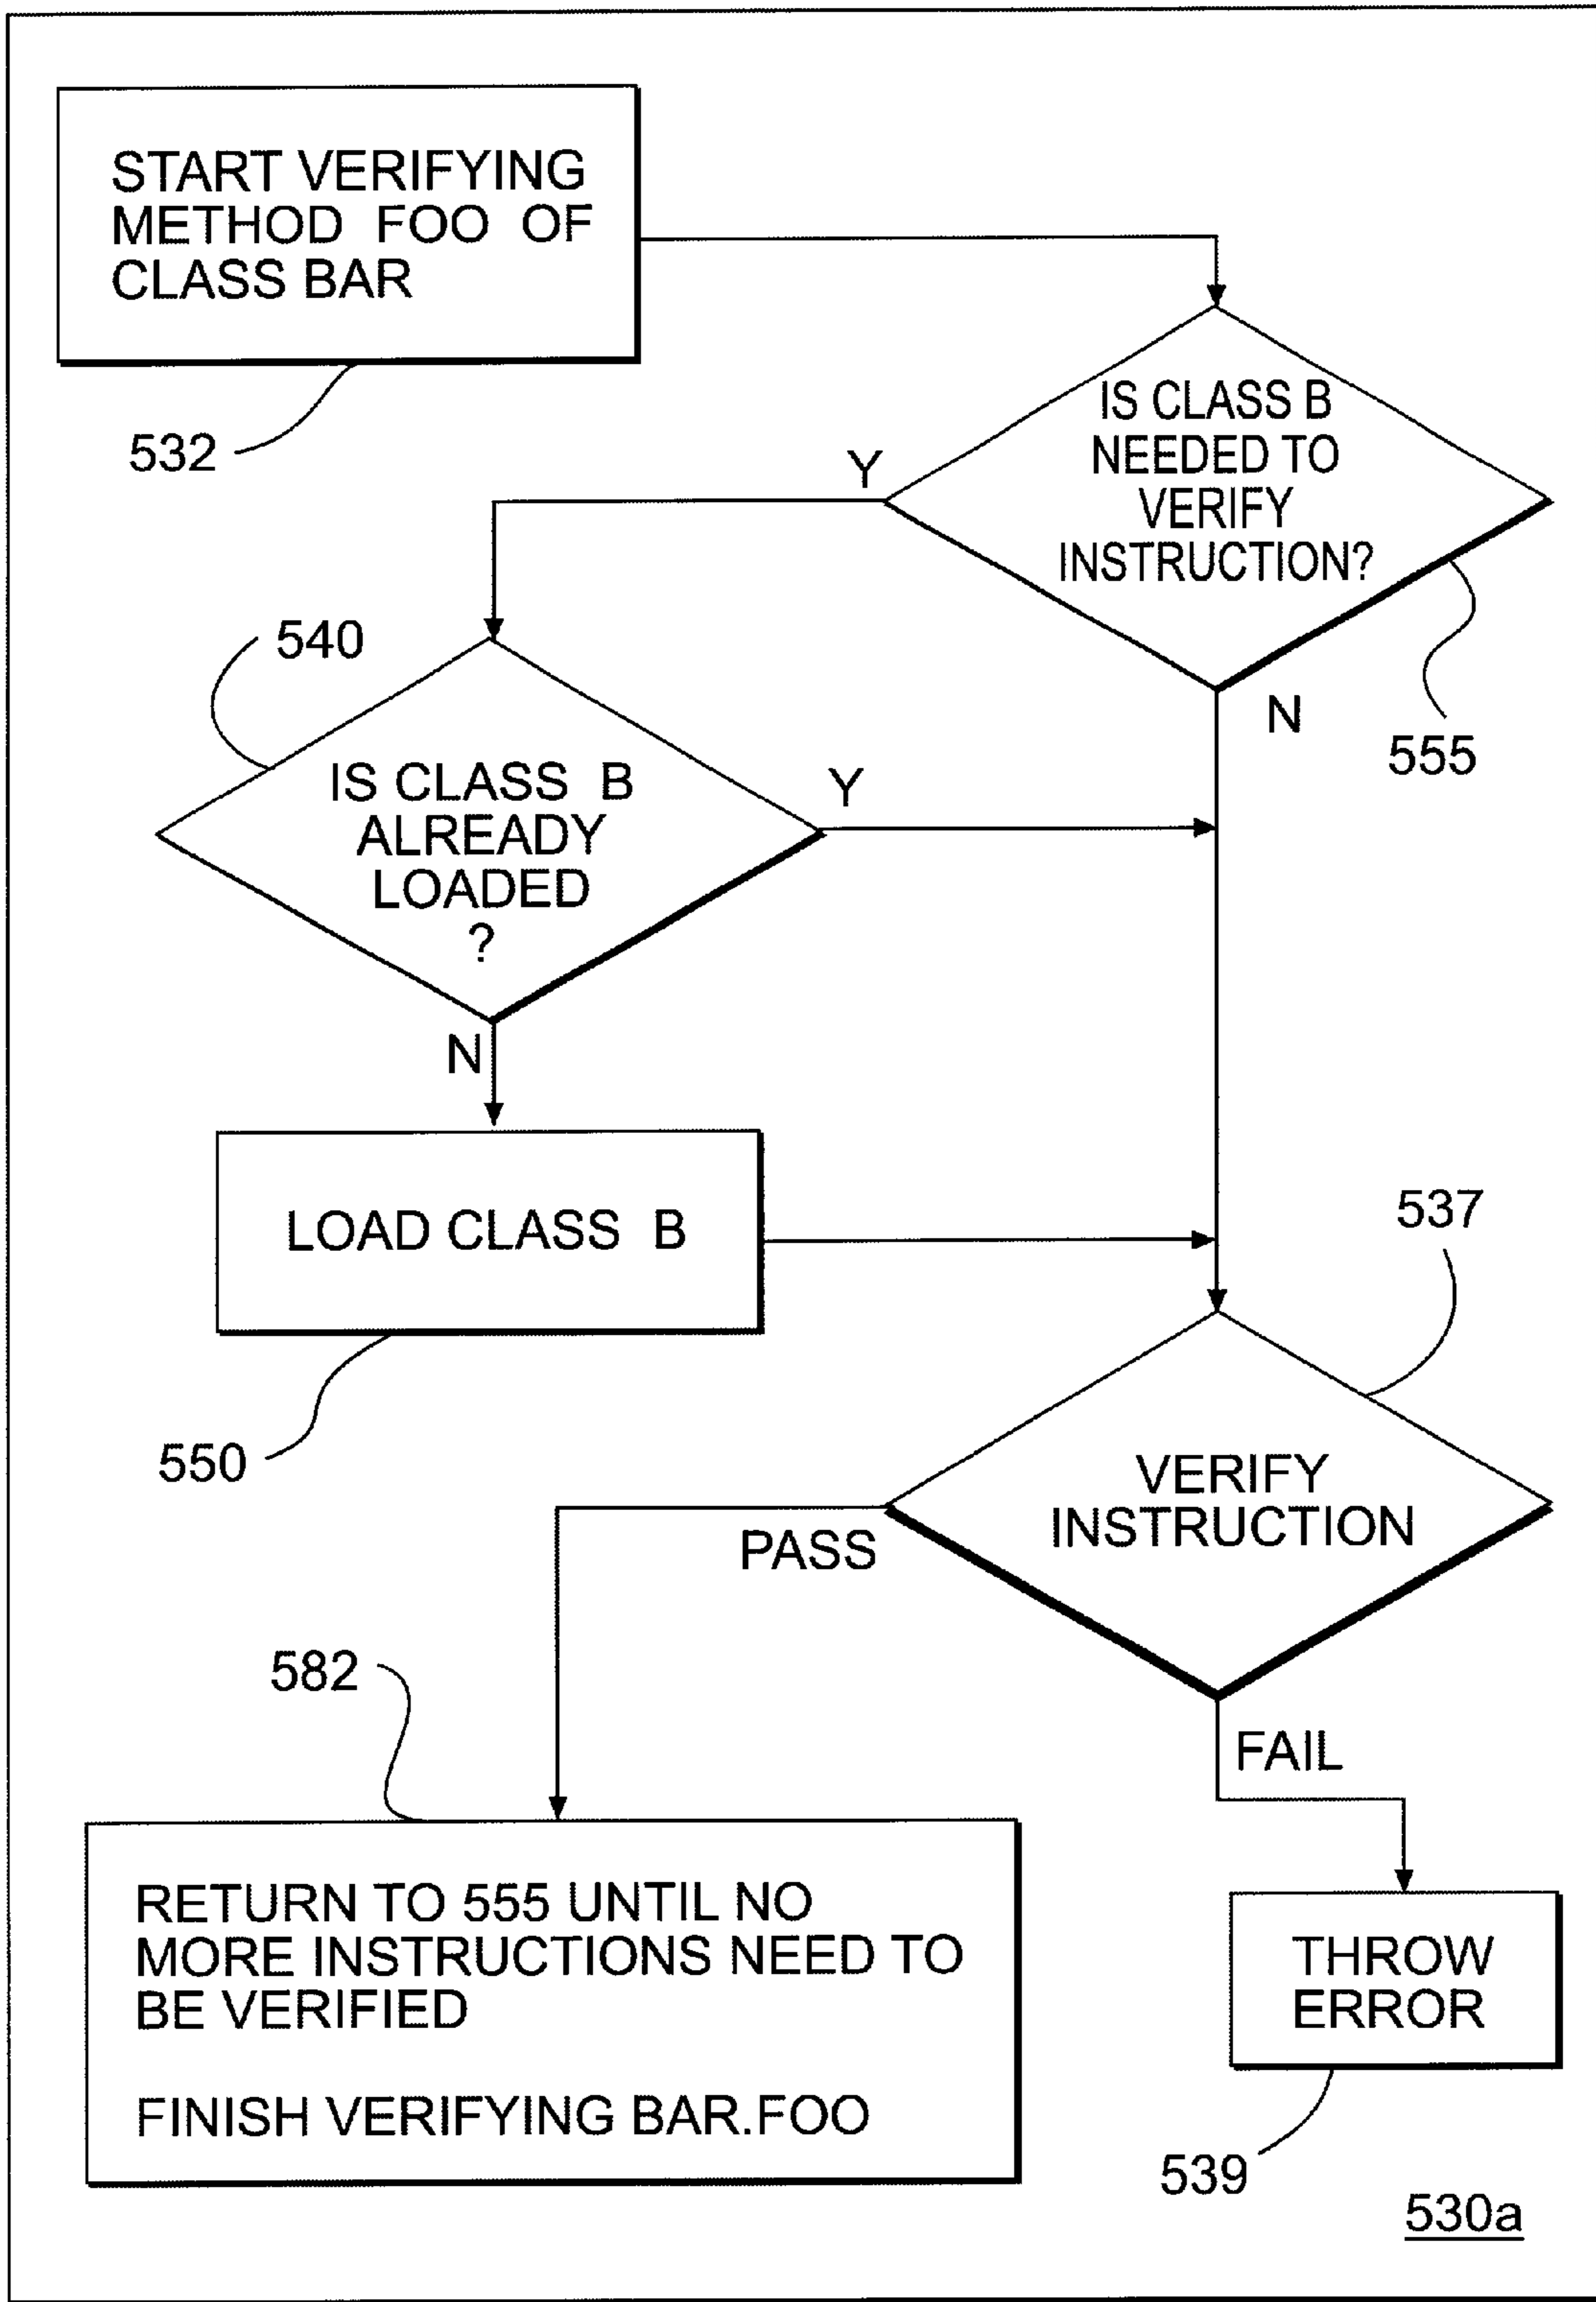 START VERIFYING
METHOD FOO OF
CLASS BAR
532
IS CLASS B
NEEDED TO
VERIFY
INSTRUCTION?
Y
N
555
540
IS CLASS B
ALREADY
LOADED
?
Y
N
LOAD CLASS B
550
537
VERIFY
INSTRUCTION
PASS
FAIL
582
RETURN TO 555 UNTIL NO
MORE INSTRUCTIONS NEED TO
BE VERIFIED
FINISH VERIFYING BAR.FOO
THROW
ERROR
539
530a